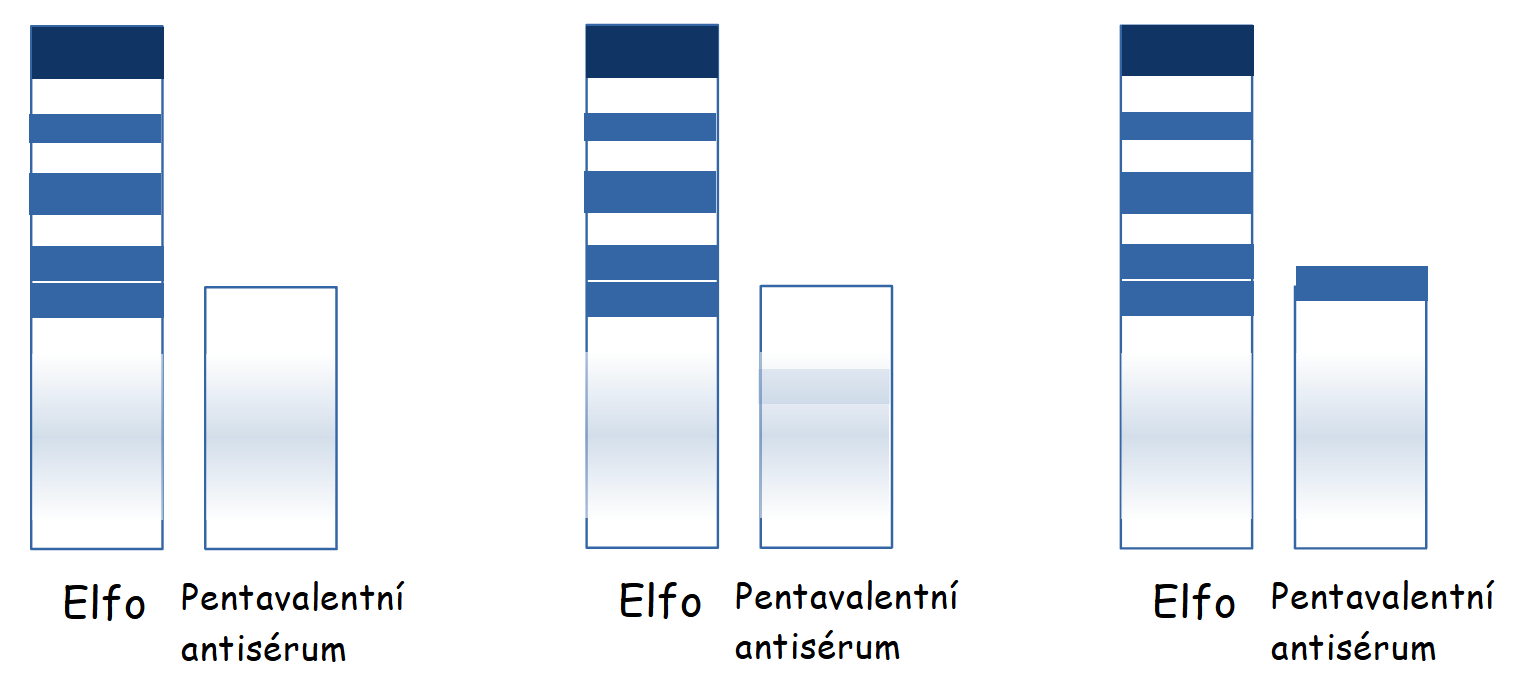 Elfo
Pentavalentní
antisérum
Elfo
Pentavalentní
antisérum
Elfo
Pentavalentní
antisérum